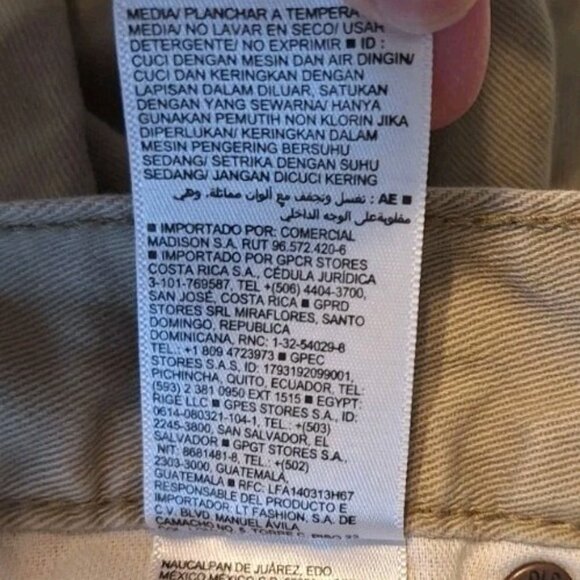 MEDIA/ PLANCHAR A TEMPERA
MEDIA/ NO LAVAR EN SECO/ USAR
DETERGENTE/ NO EXPRIMIR ■ ID :
CUCI DENGAN MESIN DAN AIR DINGIN/
CUCI DAN KERINGKAN DENGAN
LAPISAN DALAM DILUAR, SATUKAN
DENGAN YANG SEWARNA/ HANYA
GUNAKAN PEMUTIH NON KLORIN JIKA
DIPERLUKAN/ KERINGKAN DALAM
MESIN PENGERING BERSUHU
SEDANG/ SETRIKA DENGAN SUHU
SEDANG/ JANGAN DICUCI KERING
■ AE : تغسل وتجفف مع ألوان مماثلة، وهي
مقلوبة على الوجه الداخلي
■ IMPORTADO POR: COMERCIAL
MADISON S.A. RUT 96.572.420-6
■ IMPORTADO POR GPCR STORES
COSTA RICA S.A., CÉDULA JURÍDICA
3-101-769587, TEL +(506) 4404-3700,
SAN JOSÉ, COSTA RICA ■ GPRD
STORES SRL MIRAFLORES, SANTO
DOMINGO, REPUBLICA
DOMINICANA, RNC: 1-32-54029-8
TEL.: +1 809 4723973 ■ GPEC
STORES S.A.S. ID: 1793192099001,
PICHINCHA, QUITO, ECUADOR, TEL:
(593) 2 381 0950 EXT 1515 ■ EGYPT:
RIGE LLC ■ GPES STORES S.A., ID:
0614-080321-104-1, TEL: +(503)
2245-3800, SAN SALVADOR, EL
SALVADOR ■ GPGT STORES S.A.,
NIT: 8681481-8, TEL: +(502)
2303-3000, GUATEMALA,
GUATEMALA ■ RFC: LFA140313H67
RESPONSABLE DEL PRODUCTO E
IMPORTADOR: LT FASHION, S.A. DE
C.V. BLVD. MANUEL ÁVILA
CAMACHO NO. 5, TORRE C,
NAUCALPAN DE JUÁREZ, EDO.